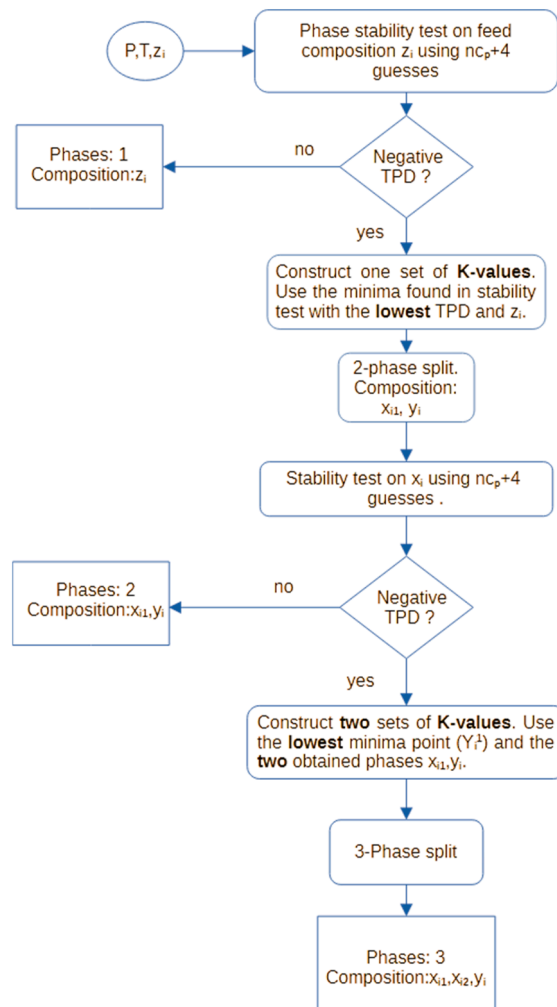 P,T,zᵢ
Phase stability test on feed
composition zᵢ using ncₚ+4
guesses
Negative
TPD ?
no
Phases: 1
Composition:zᵢ
yes
Construct one set of K-values.
Use the minima found in stability
test with the lowest TPD and zᵢ.
2-phase split.
Composition:
xᵢ₁, yᵢ
Stability test on xᵢ using ncₚ+4
guesses .
Negative
TPD ?
no
Phases: 2
Composition:xᵢ₁,yᵢ
yes
Construct two sets of K-values. Use
the lowest minima point (Yᵢ¹) and the
two obtained phases xᵢ₁,yᵢ.
3-Phase split
Phases: 3
Composition:xᵢ₁,xᵢ₂,yᵢ